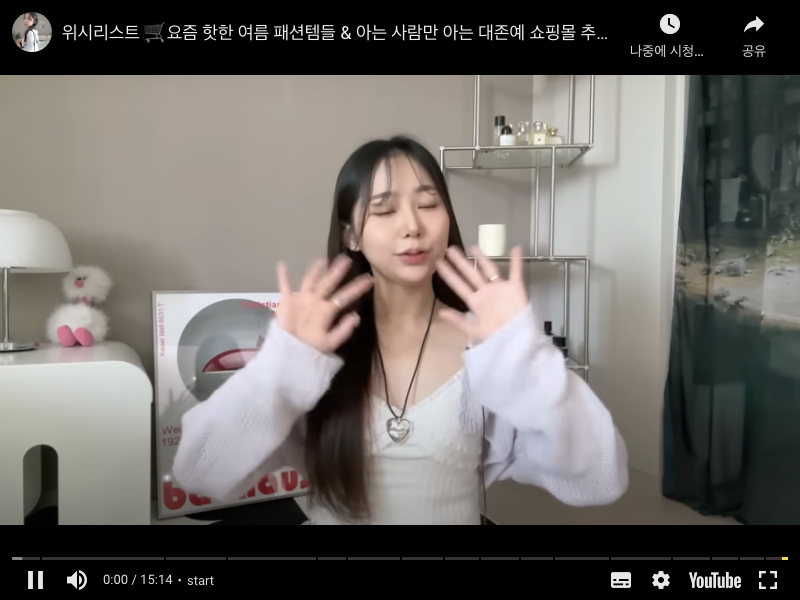 위시리스트 🛒요즘 핫한 여름 패션템들 & 아는 사람만 아는 대존예 쇼핑몰 추...
나중에 시청...
공유
bauhaus
0:00 / 15:14 • start
YouTube